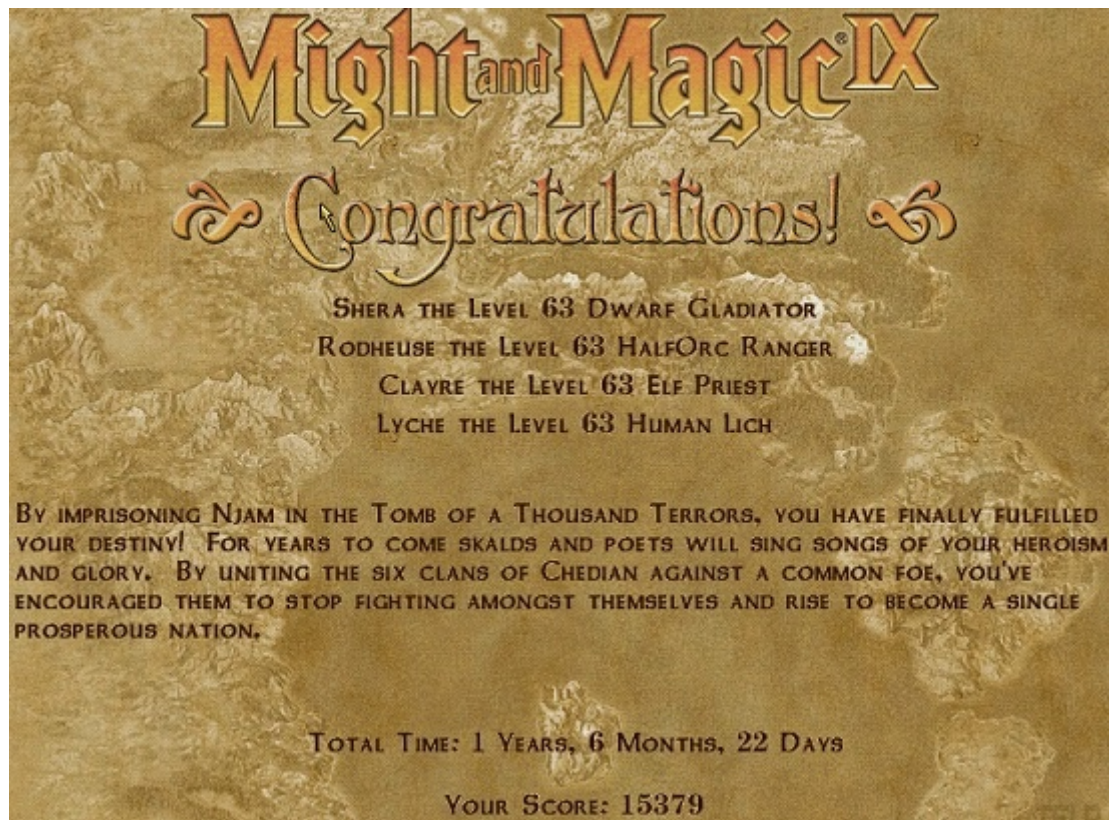 Might and Magic® IX
Congratulations!
Shera the Level 63 Dwarf Gladiator
Rodheuse the Level 63 HalfOrc Ranger
Clayre the Level 63 Elf Priest
Lyche the Level 63 Human Lich
By imprisoning Njam in the Tomb of a Thousand Terrors, you have finally fulfilled
your destiny! For years to come skalds and poets will sing songs of your heroism
and glory. By uniting the six clans of Chedian against a common foe, you've
encouraged them to stop fighting amongst themselves and rise to become a single
prosperous nation.
Total Time: 1 Years, 6 Months, 22 Days
Your Score: 15379